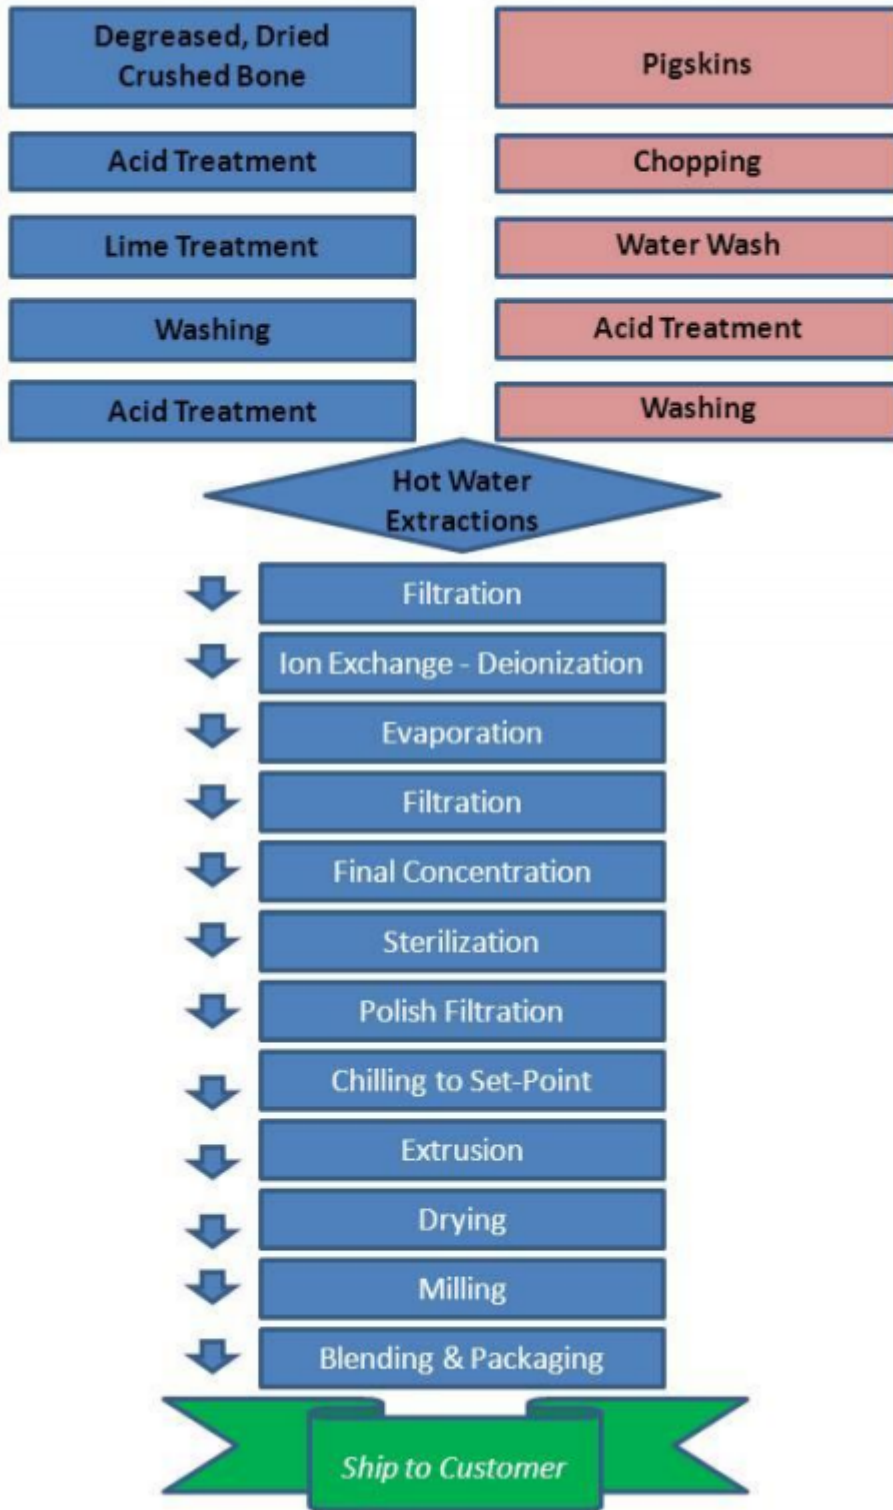 Degreased, Dried
Crushed Bone
Acid Treatment
Lime Treatment
Washing
Acid Treatment
Pigskins
Chopping
Water Wash
Acid Treatment
Washing
Hot Water
Extractions
Filtration
Ion Exchange - Deionization
Evaporation
Filtration
Final Concentration
Sterilization
Polish Filtration
Chilling to Set-Point
Extrusion
Drying
Milling
Blending & Packaging
Ship to Customer